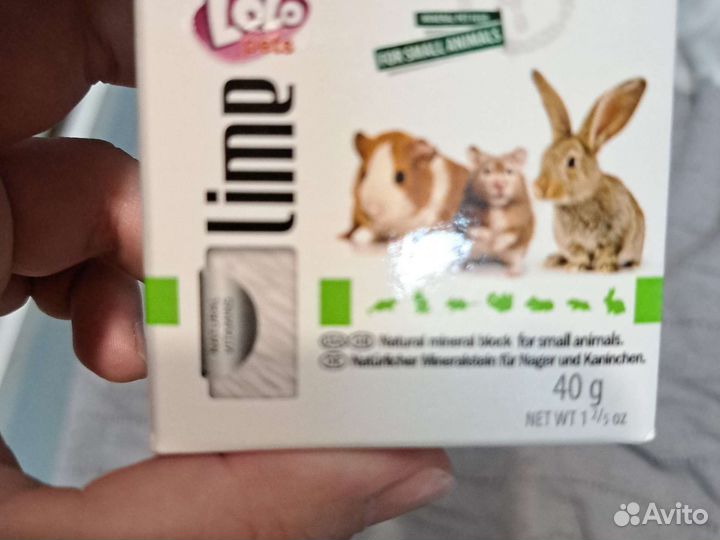 LoLo
pets
FOR SMALL ANIMALS
Lime
NATURAL
Natural mineral block for small animals.
Natürlicher Mineralstein für Nager und Kaninchen.
40 g
NET WT 1 2/5 oz
Avito